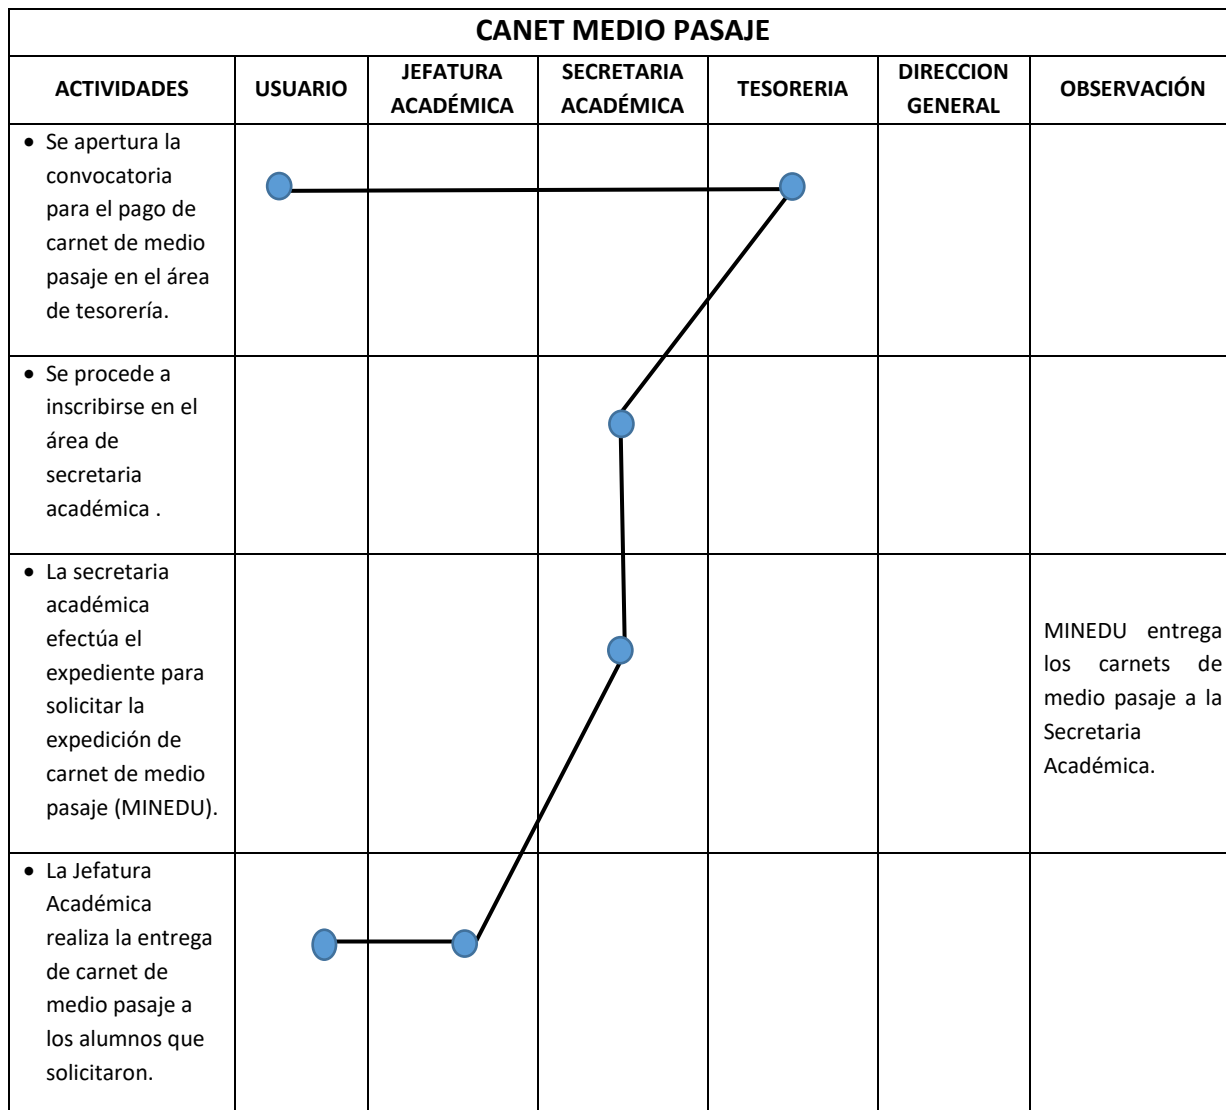 CANET MEDIO PASAJE
ACTIVIDADES
USUARIO
JEFATURA
ACADÉMICA
SECRETARIA
ACADÉMICA
TESORERIA
DIRECCION
GENERAL
OBSERVACIÓN
• Se apertura la
convocatoria
para el pago de
carnet de medio
pasaje en el área
de tesorería.
• Se procede a
inscribirse en el
área de
secretaria
académica .
• La secretaria
académica
efectúa el
expediente para
solicitar la
expedición de
carnet de medio
pasaje (MINEDU).
MINEDU entrega
los carnets de
medio pasaje a la
Secretaria
Académica.
• La Jefatura
Académica
realiza la entrega
de carnet de
medio pasaje a
los alumnos que
solicitaron.